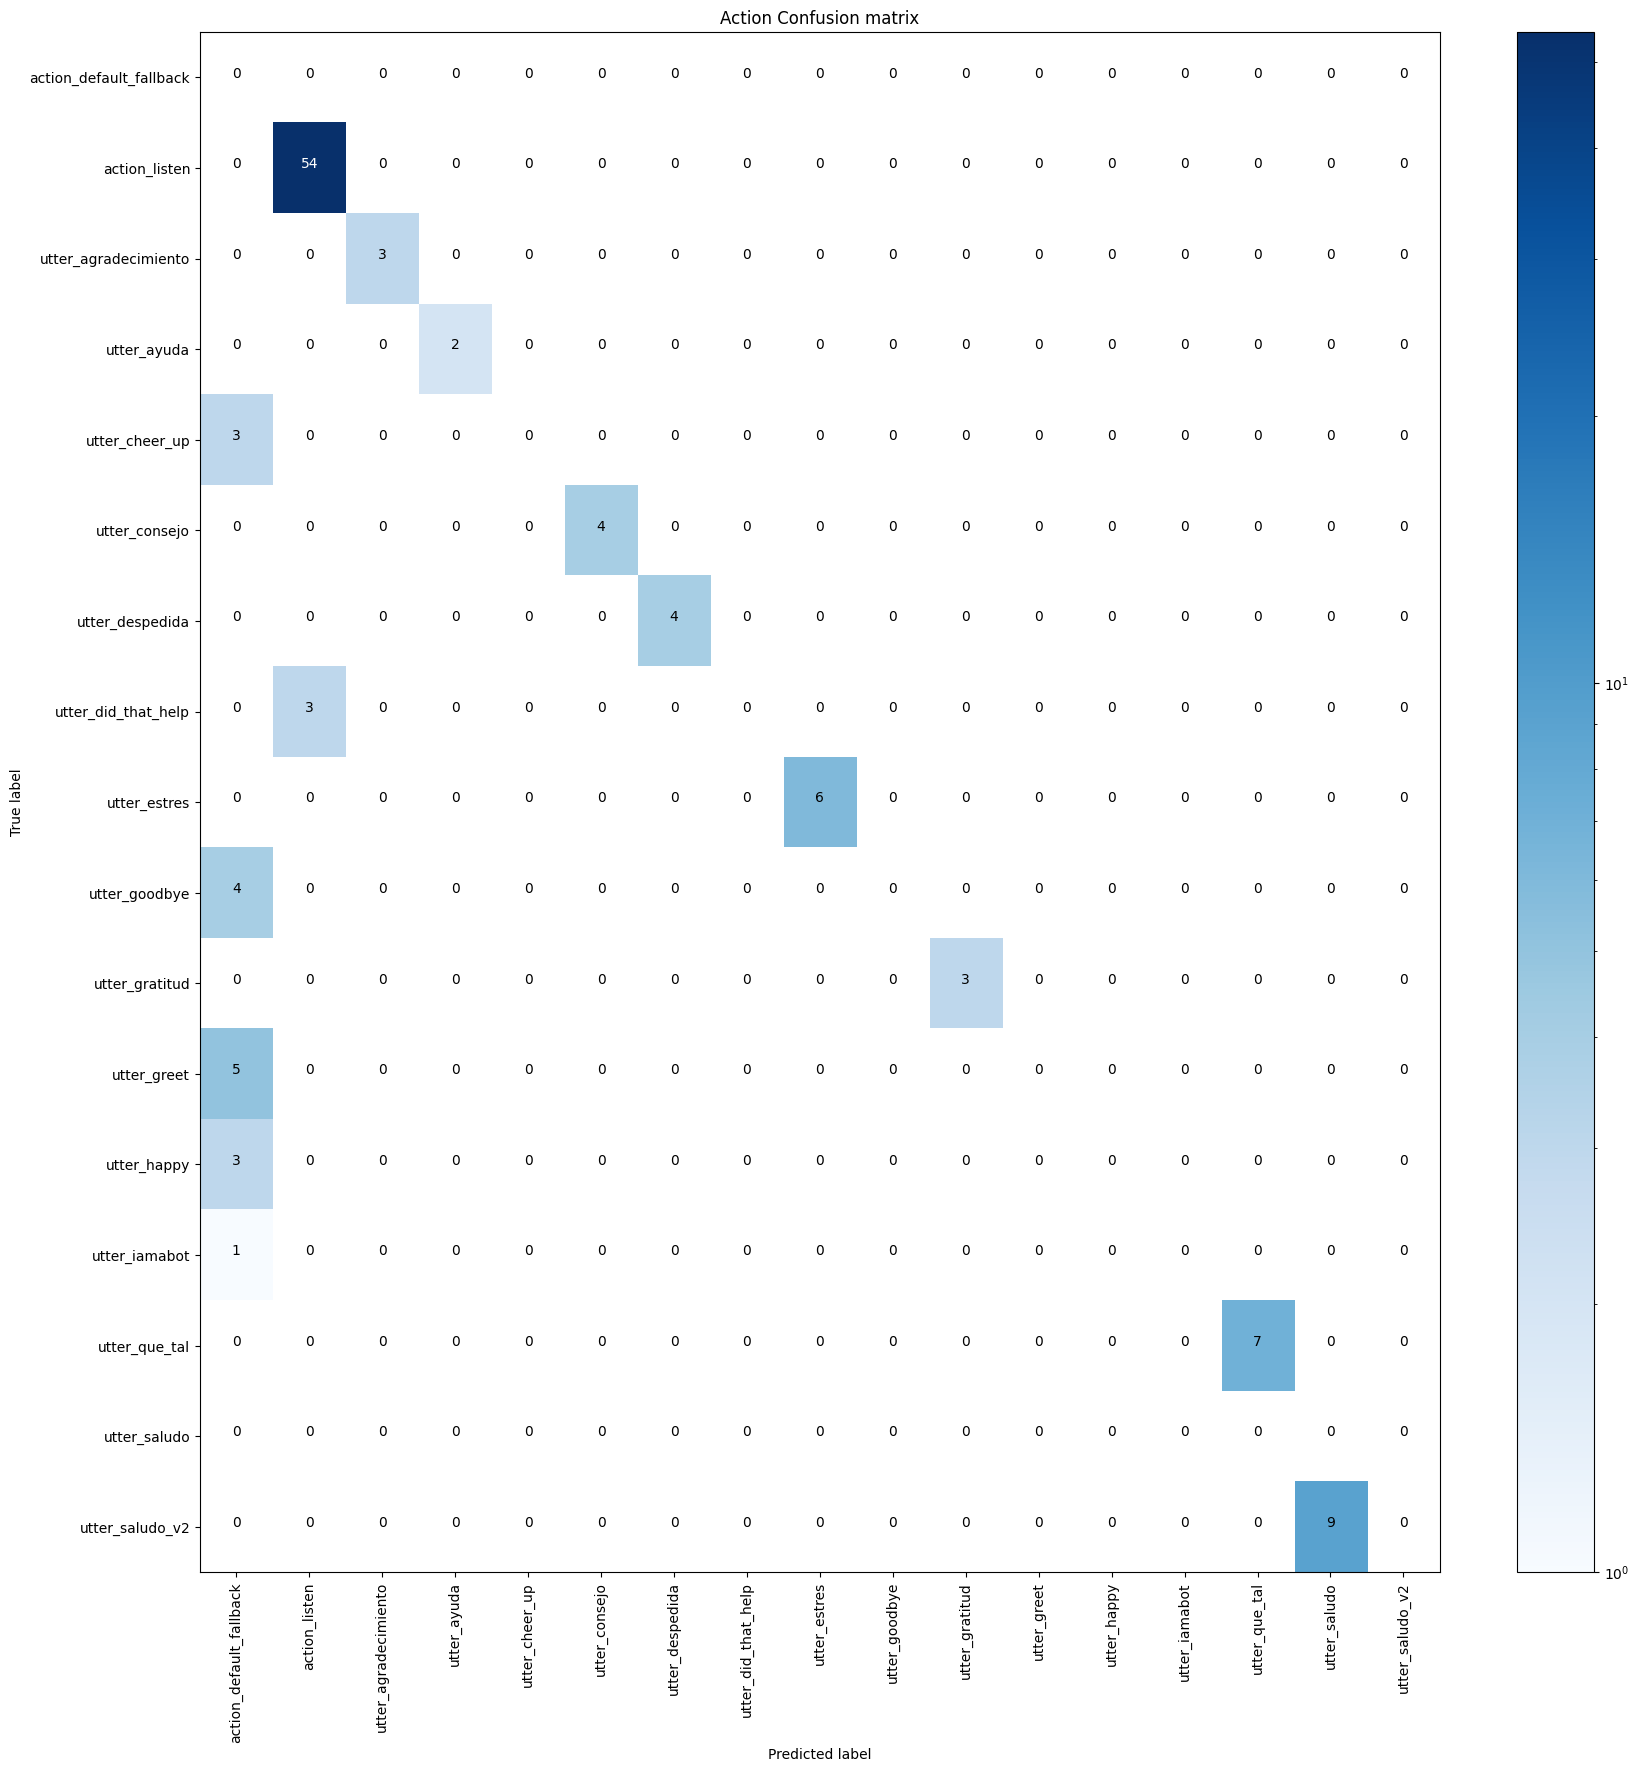 Action Confusion matrix
action_default_fallback 0 0 0 0 0 0 0 0 0 0 0 0 0 0 0 0 0
action_listen 0 54 0 0 0 0 0 0 0 0 0 0 0 0 0 0 0
utter_agradecimiento 0 0 3 0 0 0 0 0 0 0 0 0 0 0 0 0 0
utter_ayuda 0 0 0 2 0 0 0 0 0 0 0 0 0 0 0 0 0
utter_cheer_up 3 0 0 0 0 0 0 0 0 0 0 0 0 0 0 0 0
utter_consejo 0 0 0 0 0 4 0 0 0 0 0 0 0 0 0 0 0
utter_despedida 0 0 0 0 0 0 4 0 0 0 0 0 0 0 0 0 0
utter_did_that_help 0 3 0 0 0 0 0 0 0 0 0 0 0 0 0 0 0
utter_estres 0 0 0 0 0 0 0 0 6 0 0 0 0 0 0 0 0
utter_goodbye 4 0 0 0 0 0 0 0 0 0 0 0 0 0 0 0 0
utter_gratitud 0 0 0 0 0 0 0 0 0 0 3 0 0 0 0 0 0
utter_greet 5 0 0 0 0 0 0 0 0 0 0 0 0 0 0 0 0
utter_happy 3 0 0 0 0 0 0 0 0 0 0 0 0 0 0 0 0
utter_iamabot 1 0 0 0 0 0 0 0 0 0 0 0 0 0 0 0 0
utter_que_tal 0 0 0 0 0 0 0 0 0 0 0 0 0 0 7 0 0
utter_saludo 0 0 0 0 0 0 0 0 0 0 0 0 0 0 0 0 0
utter_saludo_v2 0 0 0 0 0 0 0 0 0 0 0 0 0 0 0 9 0
True label
action_default_fallback
action_listen
utter_agradecimiento
utter_ayuda
utter_cheer_up
utter_consejo
utter_despedida
utter_did_that_help
utter_estres
utter_goodbye
utter_gratitud
utter_greet
utter_happy
utter_iamabot
utter_que_tal
utter_saludo
utter_saludo_v2
Predicted label
10¹
10⁰